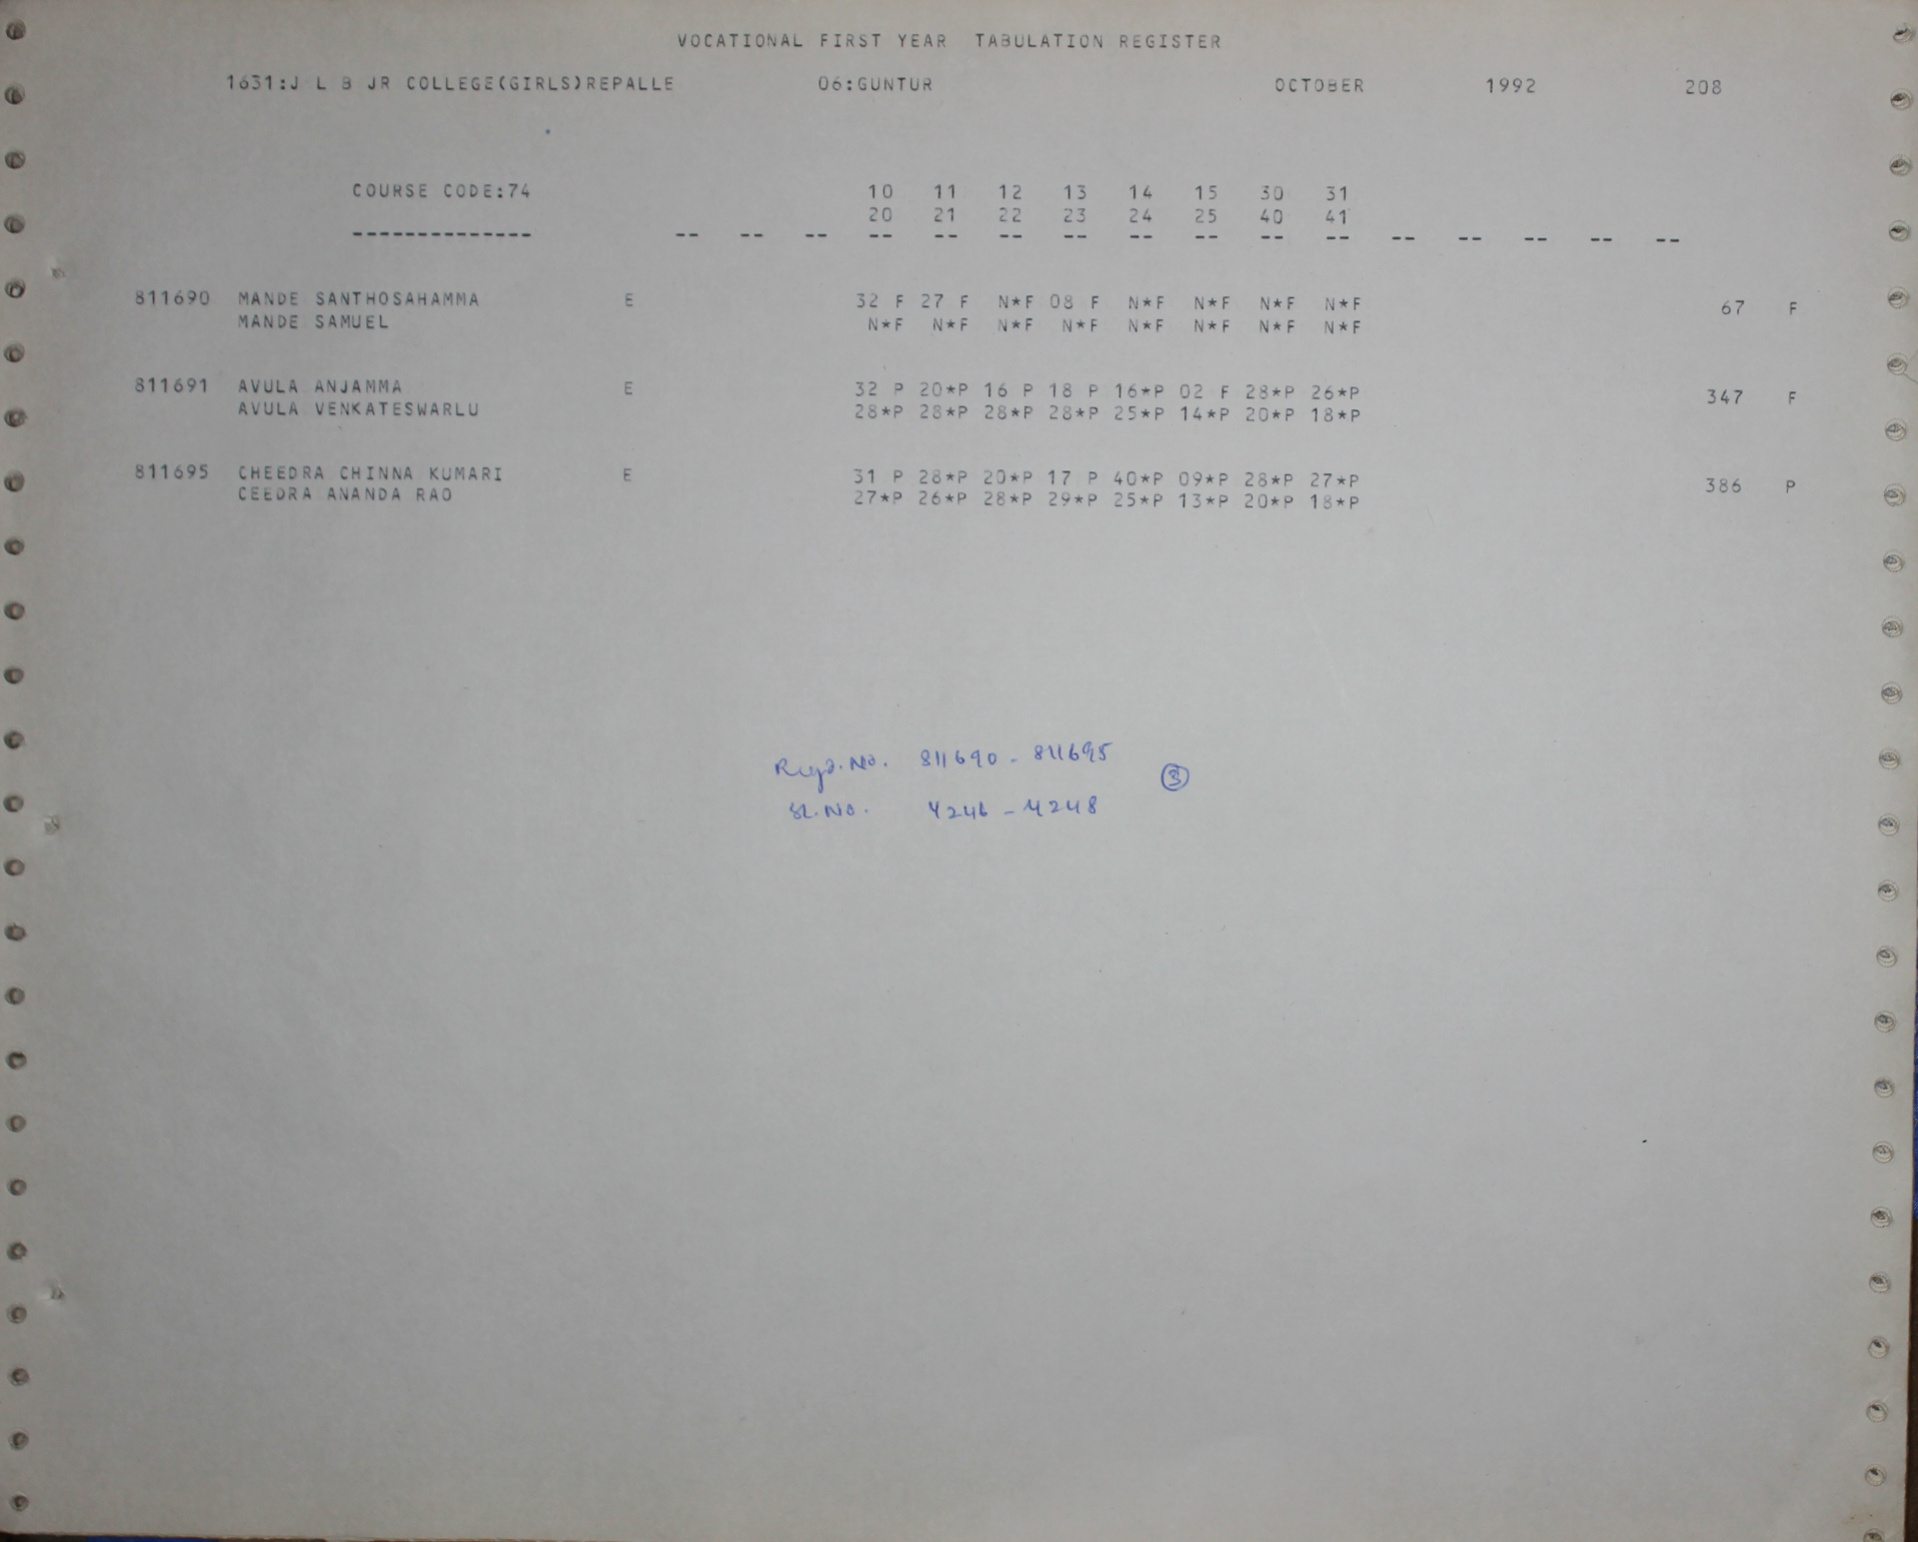 VOCATIONAL FIRST YEAR TABULATION REGISTER
1631:J L B JR COLLEGE(GIRLS)REPALLE 06:GUNTUR OCTOBER 1992 208
COURSE CODE:74 10 11 12 13 14 15 30 31
20 21 22 23 24 25 40 41
-------------- -- -- -- -- -- -- -- -- -- -- -- -- -- -- -- --
811690 MANDE SANTHOSAHAMMA E 32 F 27 F N*F 08 F N*F N*F N*F N*F 67 F
MANDE SAMUEL N*F N*F N*F N*F N*F N*F N*F N*F
811691 AVULA ANJAMMA E 32 P 20*P 16 P 18 P 16*P 02 F 28*P 26*P 347 F
AVULA VENKATESWARLU 28*P 28*P 28*P 28*P 25*P 14*P 20*P 18*P
811695 CHEEDRA CHINNA KUMARI E 31 P 28*P 20*P 17 P 40*P 09*P 28*P 27*P 386 P
CEEDRA ANANDA RAO 27*P 26*P 28*P 29*P 25*P 13*P 20*P 18*P
Regd.No. 811690 - 811695 3
Sl.No. 4246 - 4248